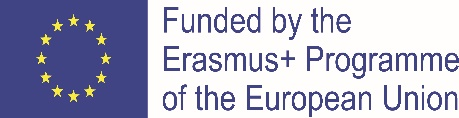 Funded by the
Erasmus+ Programme
of the European Union